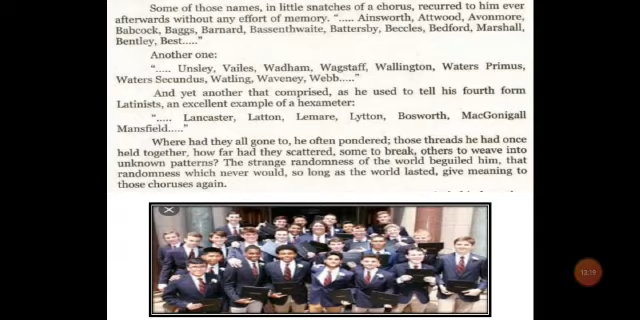 Some of those names, in little snatches of a chorus, recurred to him ever
afterwards without any effort of memory. “..... Ainsworth, Attwood, Avonmore,
Babcock, Baggs, Barnard, Bassenthwaite, Battersby, Beccles, Bedford, Marshall,
Bentley, Best.....”
Another one:
“..... Unsley, Vailes, Wadham, Wagstaff, Wallington, Waters Primus,
Waters Secundus, Watling, Waveney, Webb.....”
And yet another that comprised, as he used to tell his fourth form
Latinists, an excellent example of a hexameter:
“..... Lancaster, Latton, Lemare, Lytton, Bosworth, MacGonigall
Mansfield.....”
Where had they all gone to, he often pondered; those threads he had once
held together, how far had they scattered, some to break, others to weave into
unknown patterns? The strange randomness of the world beguiled him, that
randomness which never would, so long as the world lasted, give meaning to
those choruses again.
13:19